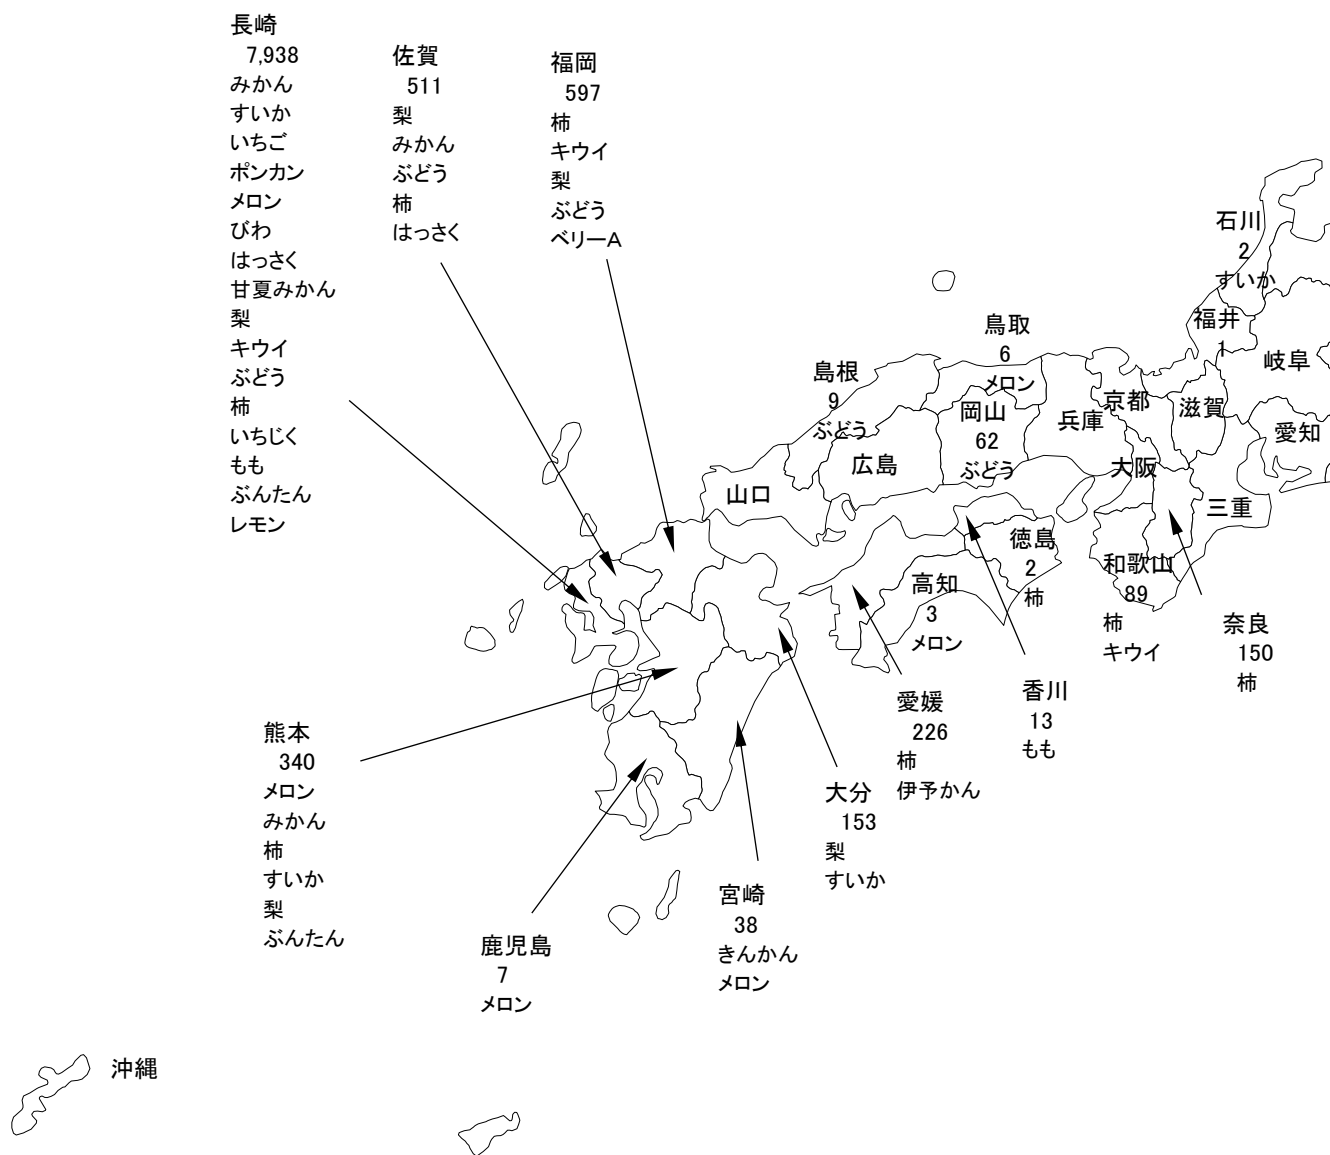 長崎
7,938
みかん
すいか
いちご
ポンカン
メロン
びわ
はっさく
甘夏みかん
梨
キウイ
ぶどう
柿
いちじく
もも
ぶんたん
レモン
佐賀
511
梨
みかん
ぶどう
柿
はっさく
福岡
597
柿
キウイ
梨
ぶどう
ベリーA
石川
2
すいか
福井
1
岐阜
鳥取
6
メロン
島根
9
ぶどう
岡山
62
ぶどう
広島
山口
兵庫
京都
滋賀
愛知
大阪
三重
和歌山
89
柿
キウイ
奈良
150
柿
徳島
2
柿
高知
3
メロン
香川
13
もも
愛媛
226
柿
伊予かん
大分
153
梨
すいか
宮崎
38
きんかん
メロン
熊本
340
メロン
みかん
柿
すいか
梨
ぶんたん
鹿児島
7
メロン
沖縄